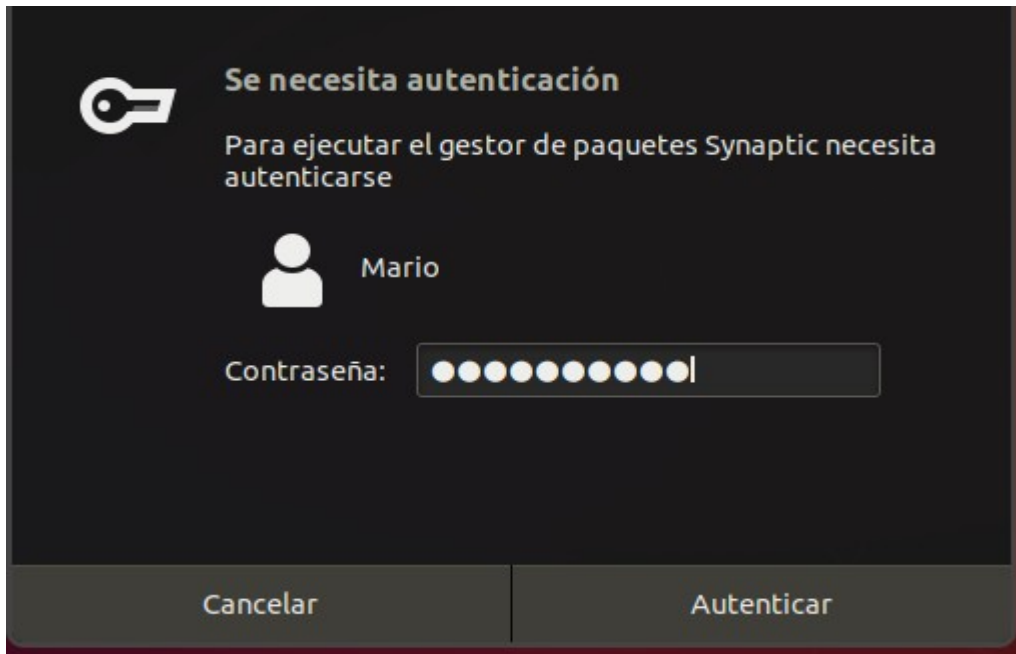 Se necesita autenticación
Para ejecutar el gestor de paquetes Synaptic necesita
autenticarse
Mario
Contraseña: ●●●●●●●●●●
Cancelar
Autenticar